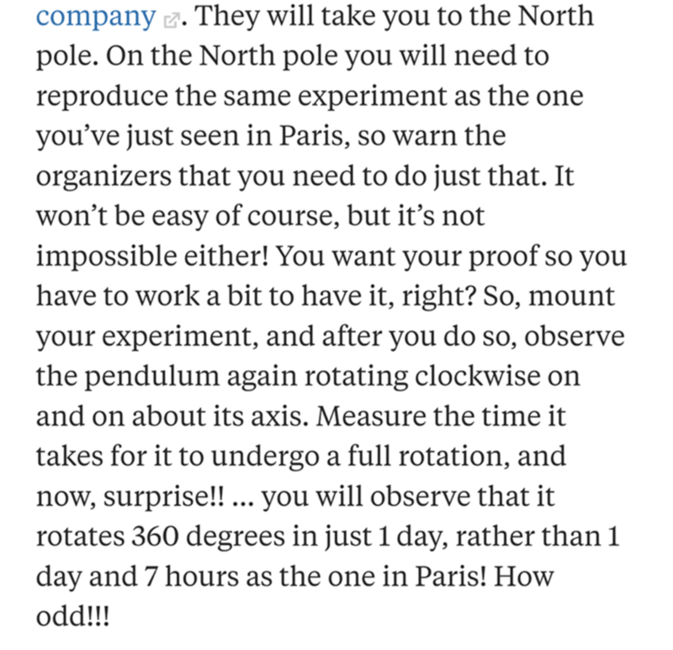 company. They will take you to the North
pole. On the North pole you will need to
reproduce the same experiment as the one
you’ve just seen in Paris, so warn the
organizers that you need to do just that. It
won’t be easy of course, but it’s not
impossible either! You want your proof so you
have to work a bit to have it, right? So, mount
your experiment, and after you do so, observe
the pendulum again rotating clockwise on
and on about its axis. Measure the time it
takes for it to undergo a full rotation, and
now, surprise!! ... you will observe that it
rotates 360 degrees in just 1 day, rather than 1
day and 7 hours as the one in Paris! How
odd!!!